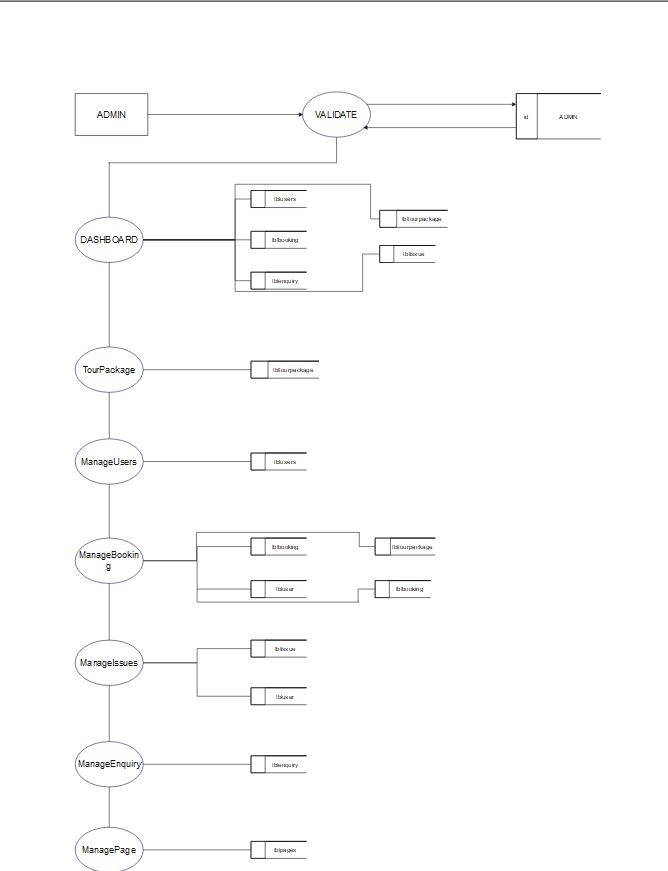 ADMIN
VALIDATE
id
ADMIN
DASHBOARD
tblusers
tbltourpackage
tblbooking
tblissue
tblenquiry
TourPackage
tbltourpackage
ManageUsers
tblusers
ManageBookin
g
tblbooking
tbltourpackage
tbluser
tblbooking
ManageIssues
tblissue
tbluser
ManageEnquiry
tblenquiry
ManagePage
tblpages